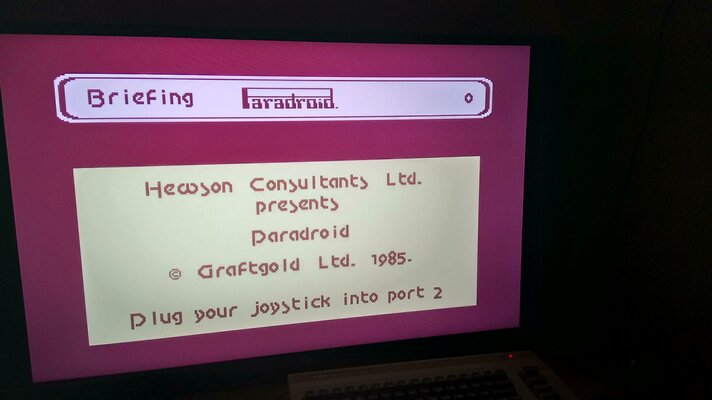 Briefing Paradroid. 0
Hewson Consultants Ltd.
presents
Paradroid
© Graftgold Ltd. 1985.
Plug your joystick into port 2